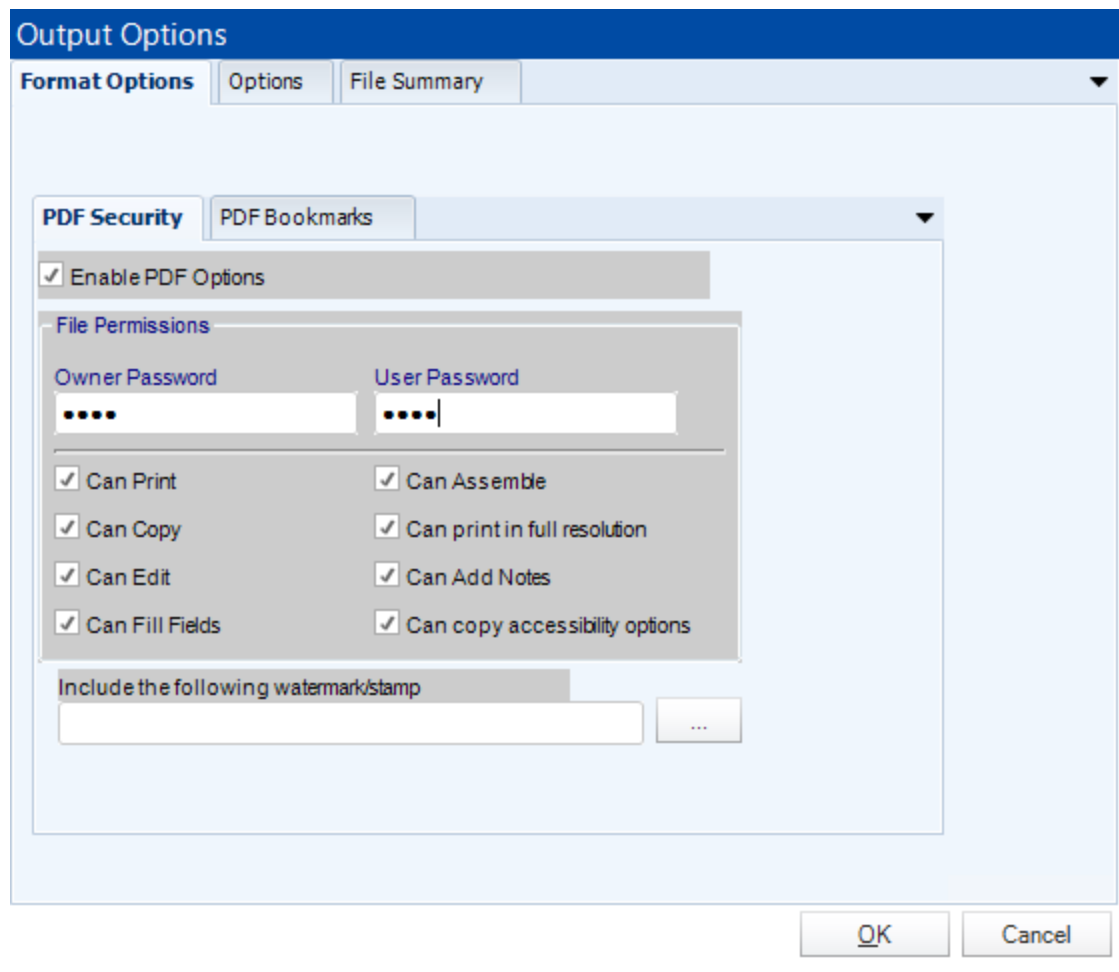 Output Options
Format Options Options File Summary
PDF Security PDF Bookmarks
Enable PDF Options
File Permissions
Owner Password User Password
•••• ••••
Can Print Can Assemble
Can Copy Can print in full resolution
Can Edit Can Add Notes
Can Fill Fields Can copy accessibility options
Include the following watermark/stamp
...
OK Cancel